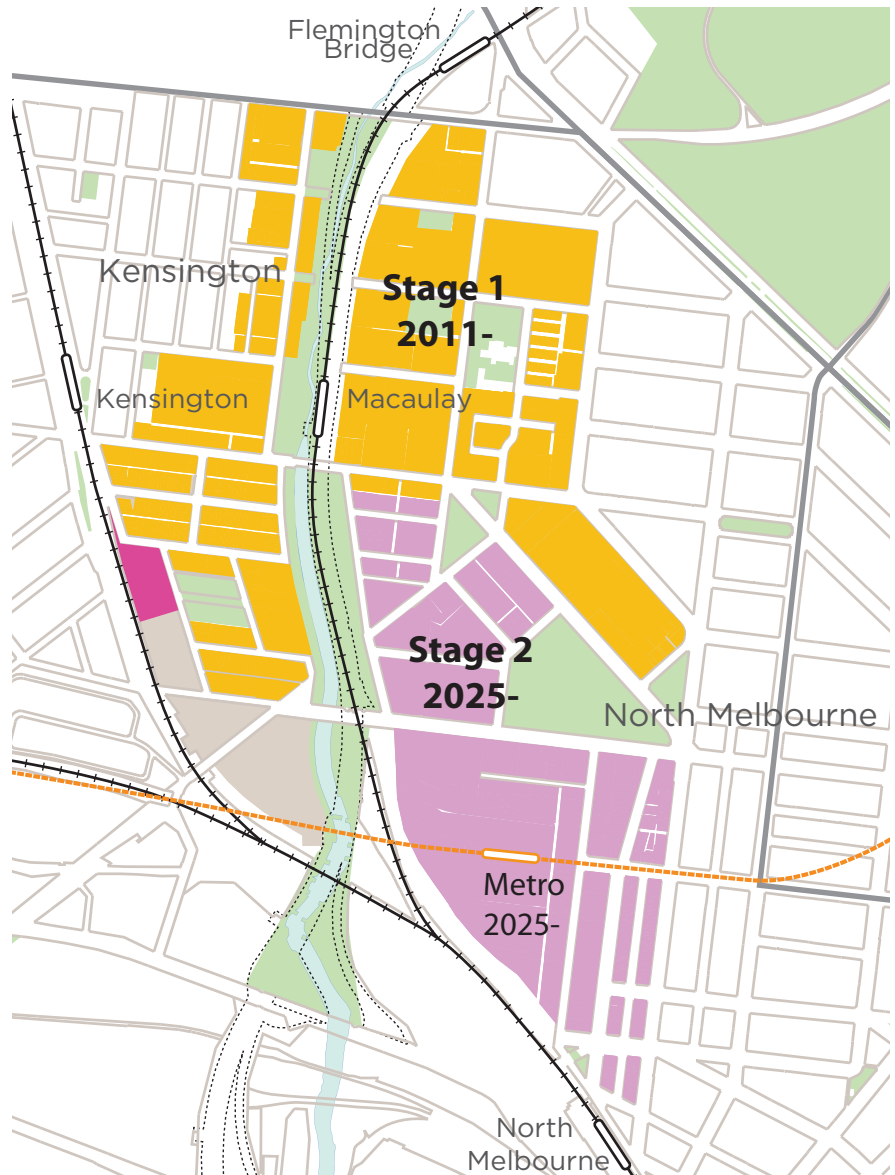 Flemington
Bridge
Kensington
Stage 1
2011-
Kensington
Macaulay
Stage 2
2025-
North Melbourne
Metro
2025-
North
Melbourne